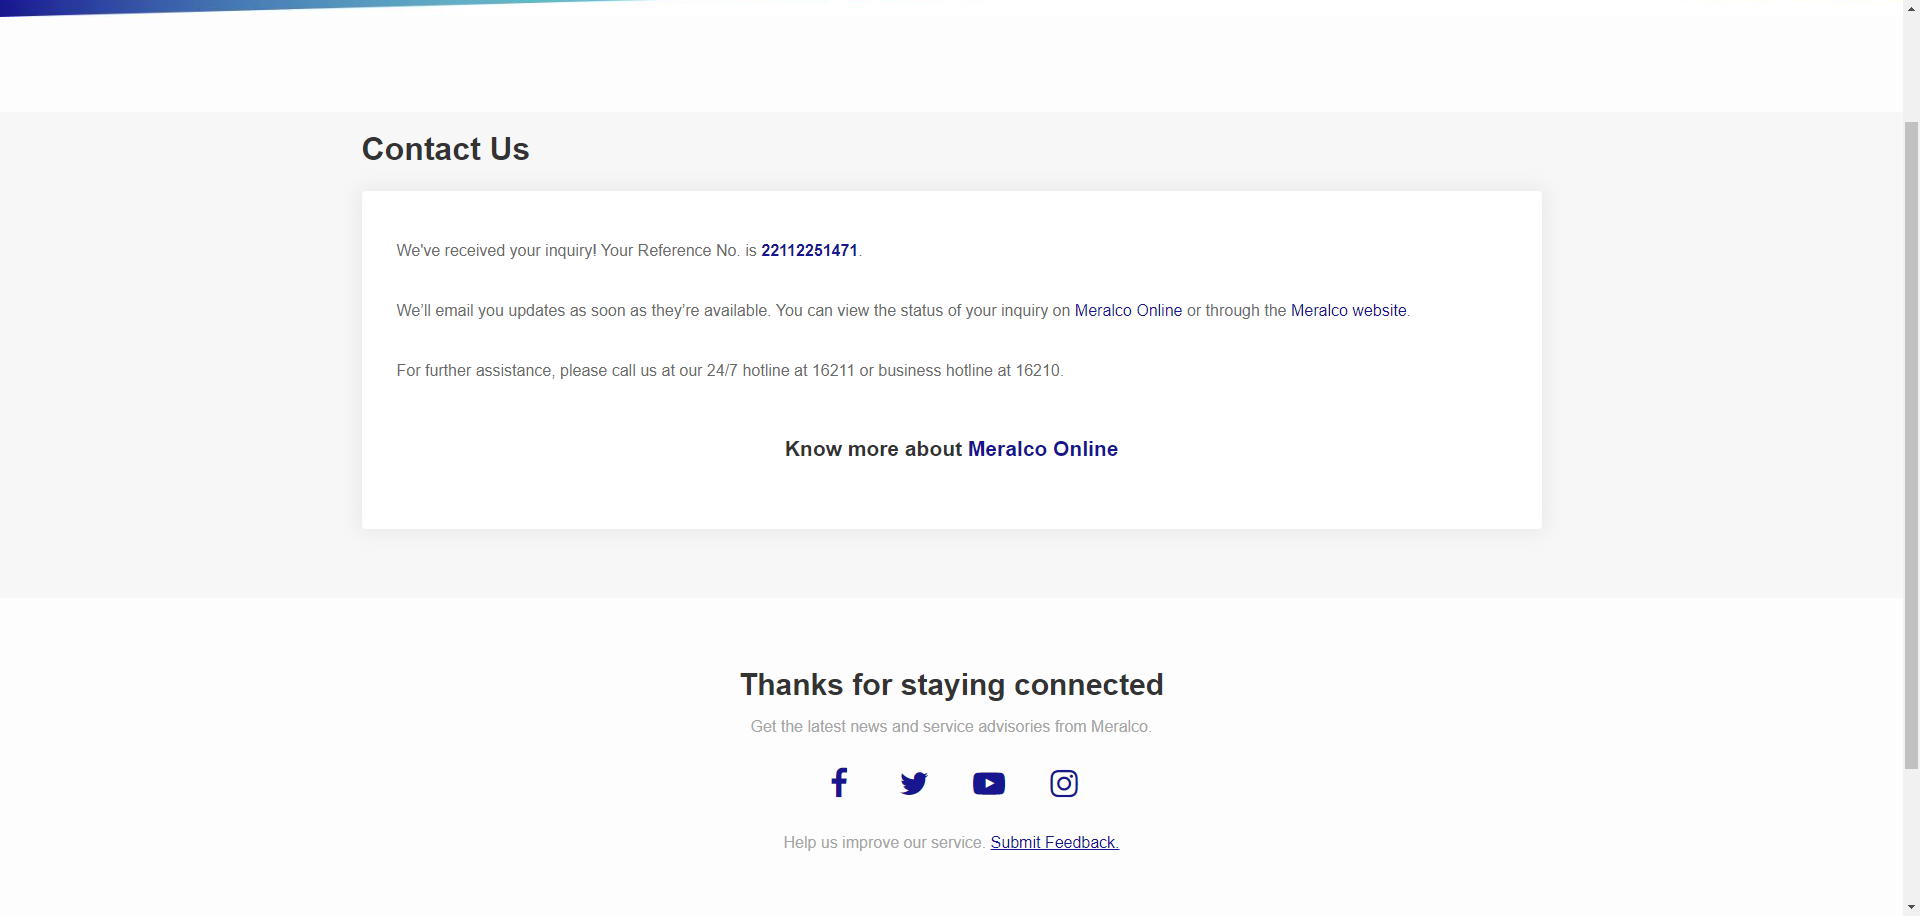 Contact Us
We've received your inquiry! Your Reference No. is 22112251471.
We’ll email you updates as soon as they’re available. You can view the status of your inquiry on Meralco Online or through the Meralco website.
For further assistance, please call us at our 24/7 hotline at 16211 or business hotline at 16210.
Know more about Meralco Online
Thanks for staying connected
Get the latest news and service advisories from Meralco.
Help us improve our service. Submit Feedback.